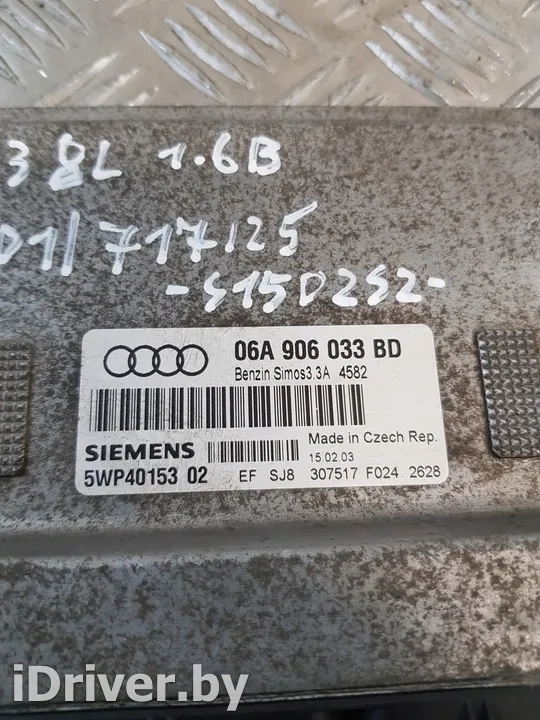 3 8L 1.6B
01/717125
-S15D2S2-
06A 906 033 BD
Benzin Simos3.3A 4582
SIEMENS
5WP40153 02
Made in Czech Rep.
15.02.03
EF SJ8 307517 F024 2628
iDriver.by